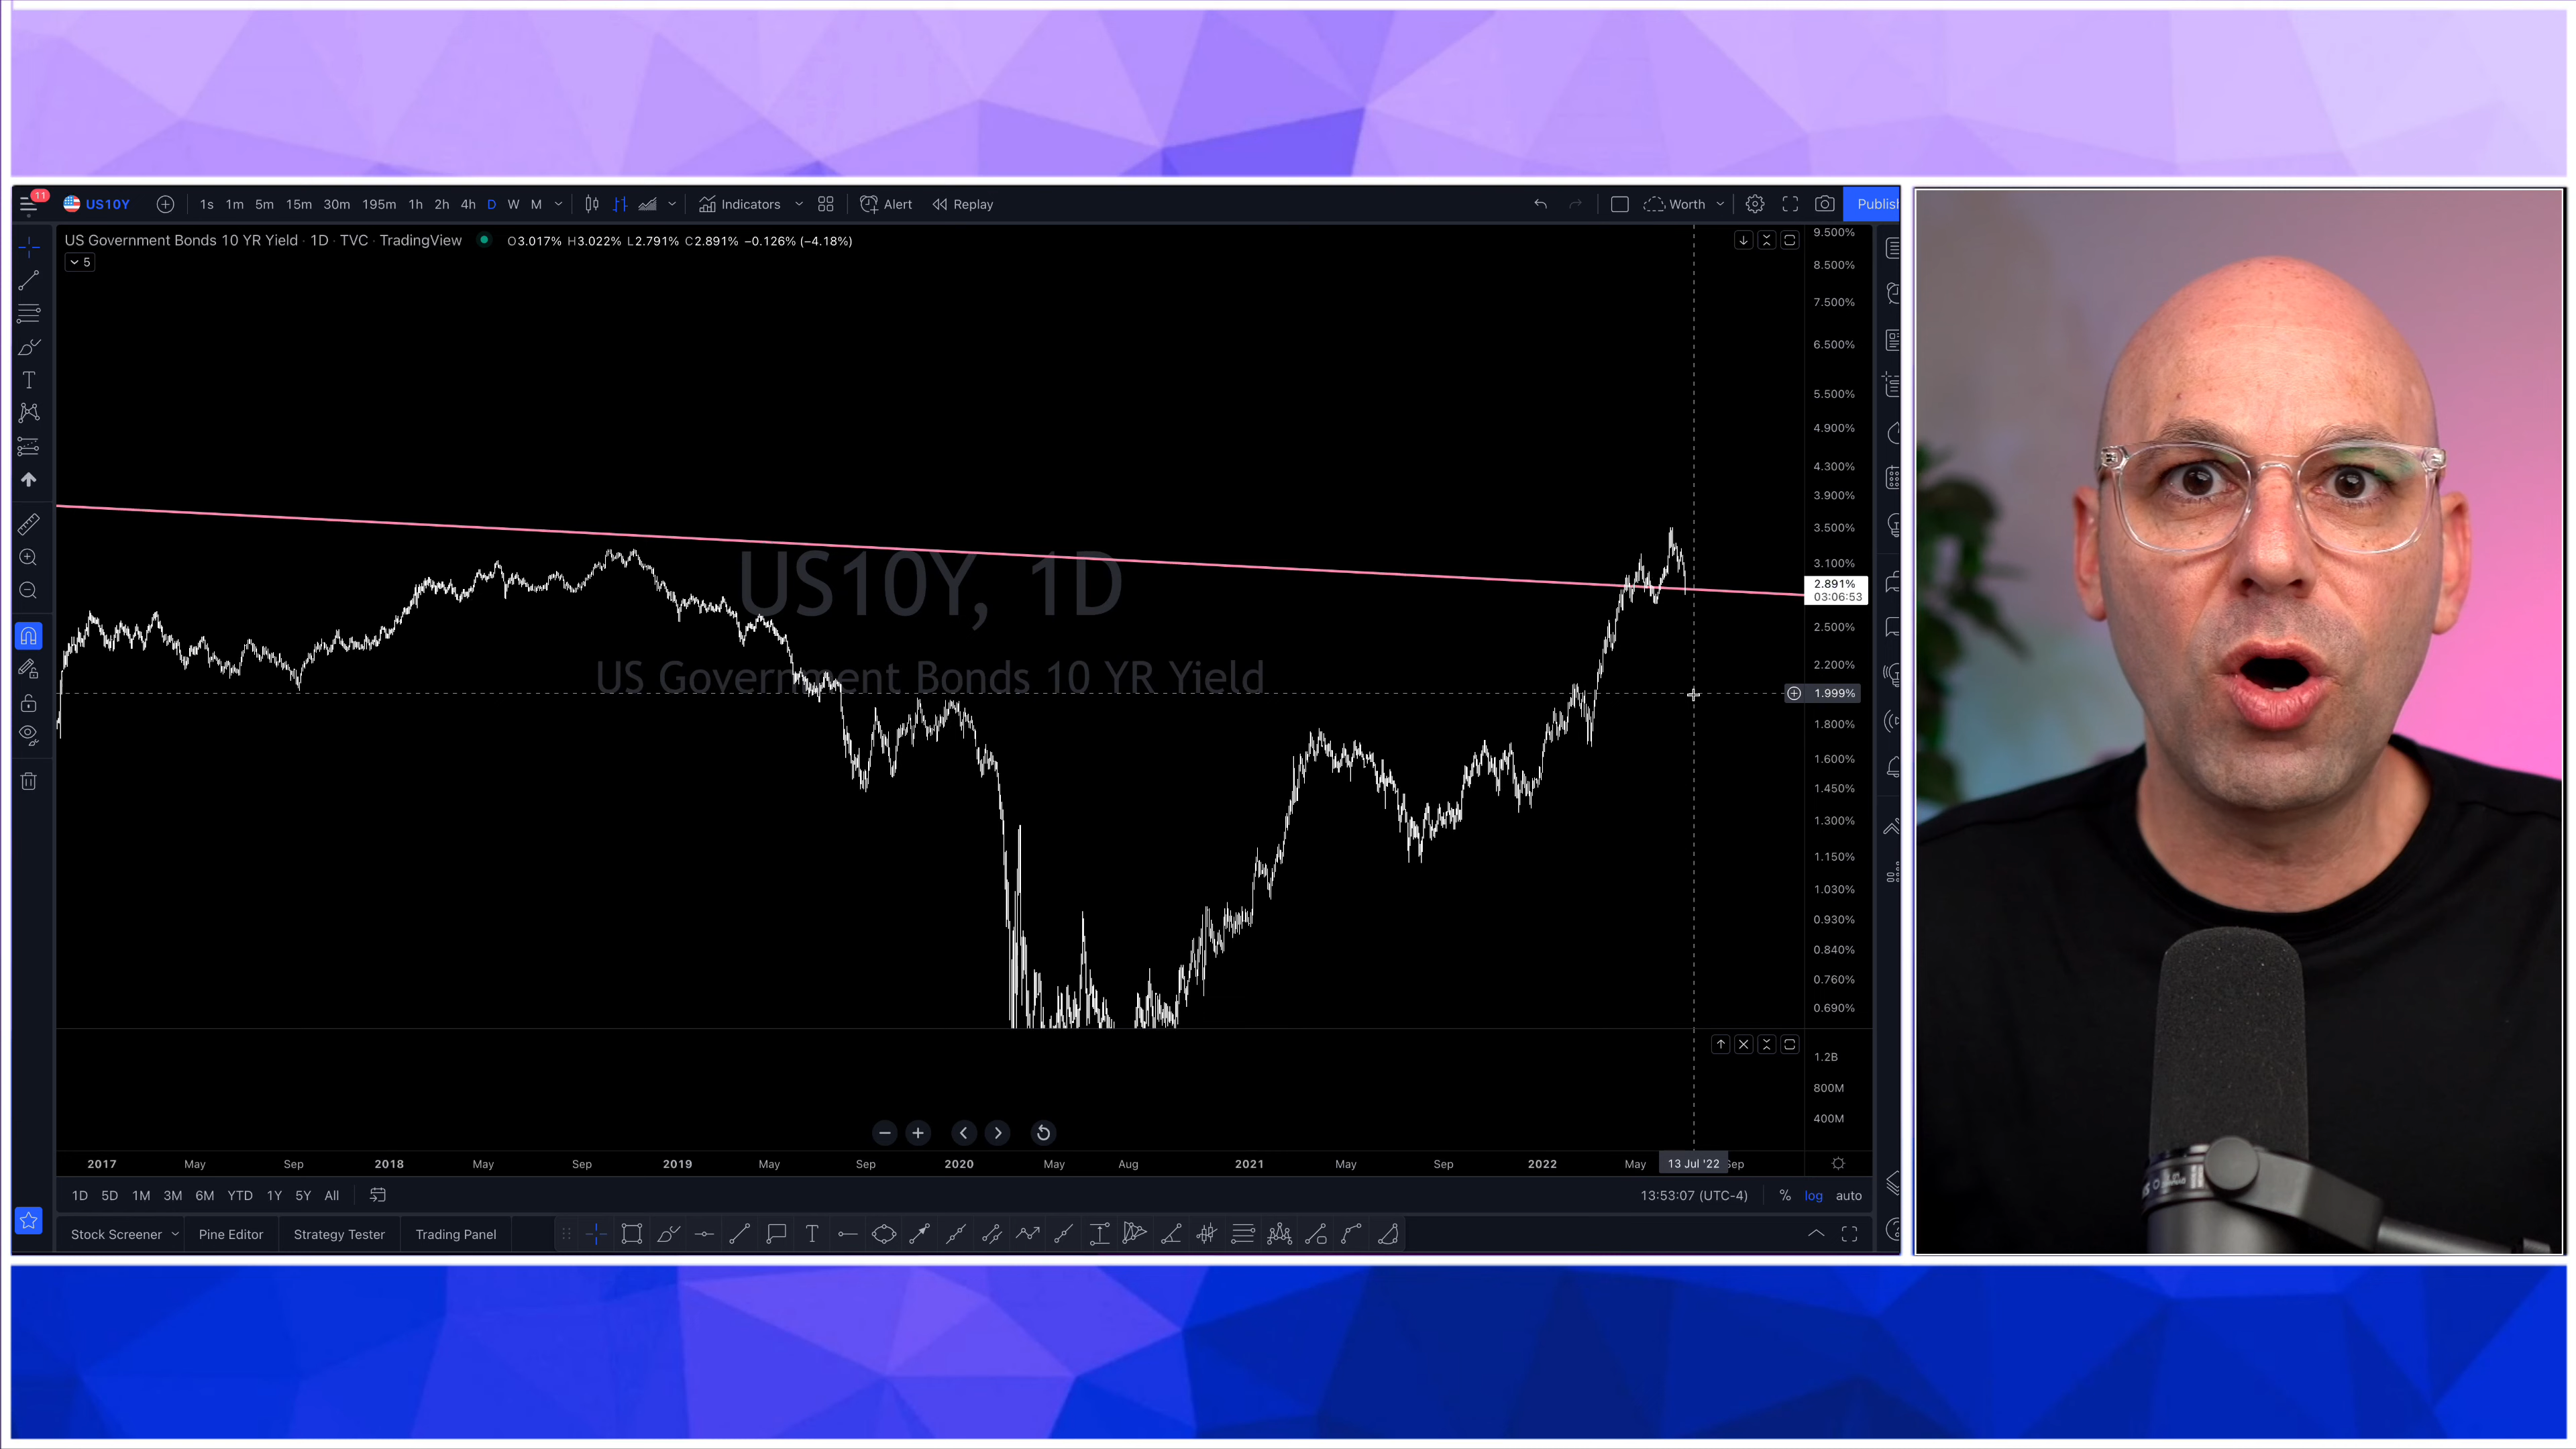 11
US10Y 1s 1m 5m 15m 30m 195m 1h 2h 4h D W M Indicators Alert Replay Worth Publish
US Government Bonds 10 YR Yield · 1D · TVC · TradingView O3.017% H3.022% L2.791% C2.891% −0.126% (−4.18%)
5
9.500%
8.500%
7.500%
6.500%
5.500%
4.900%
4.300%
3.900%
3.500%
3.100%
US10Y, 1D
2.891%
03:06:53
2.500%
2.200%
US Government Bonds 10 YR Yield
1.999%
1.800%
1.600%
1.450%
1.300%
1.150%
1.030%
0.930%
0.840%
0.760%
0.690%
1.2B
800M
400M
2017 May Sep 2018 May Sep 2019 May Sep 2020 May Aug 2021 May Sep 2022 May 13 Jul '22 Sep
1D 5D 1M 3M 6M YTD 1Y 5Y All 13:53:07 (UTC-4) % log auto
Stock Screener Pine Editor Strategy Tester Trading Panel